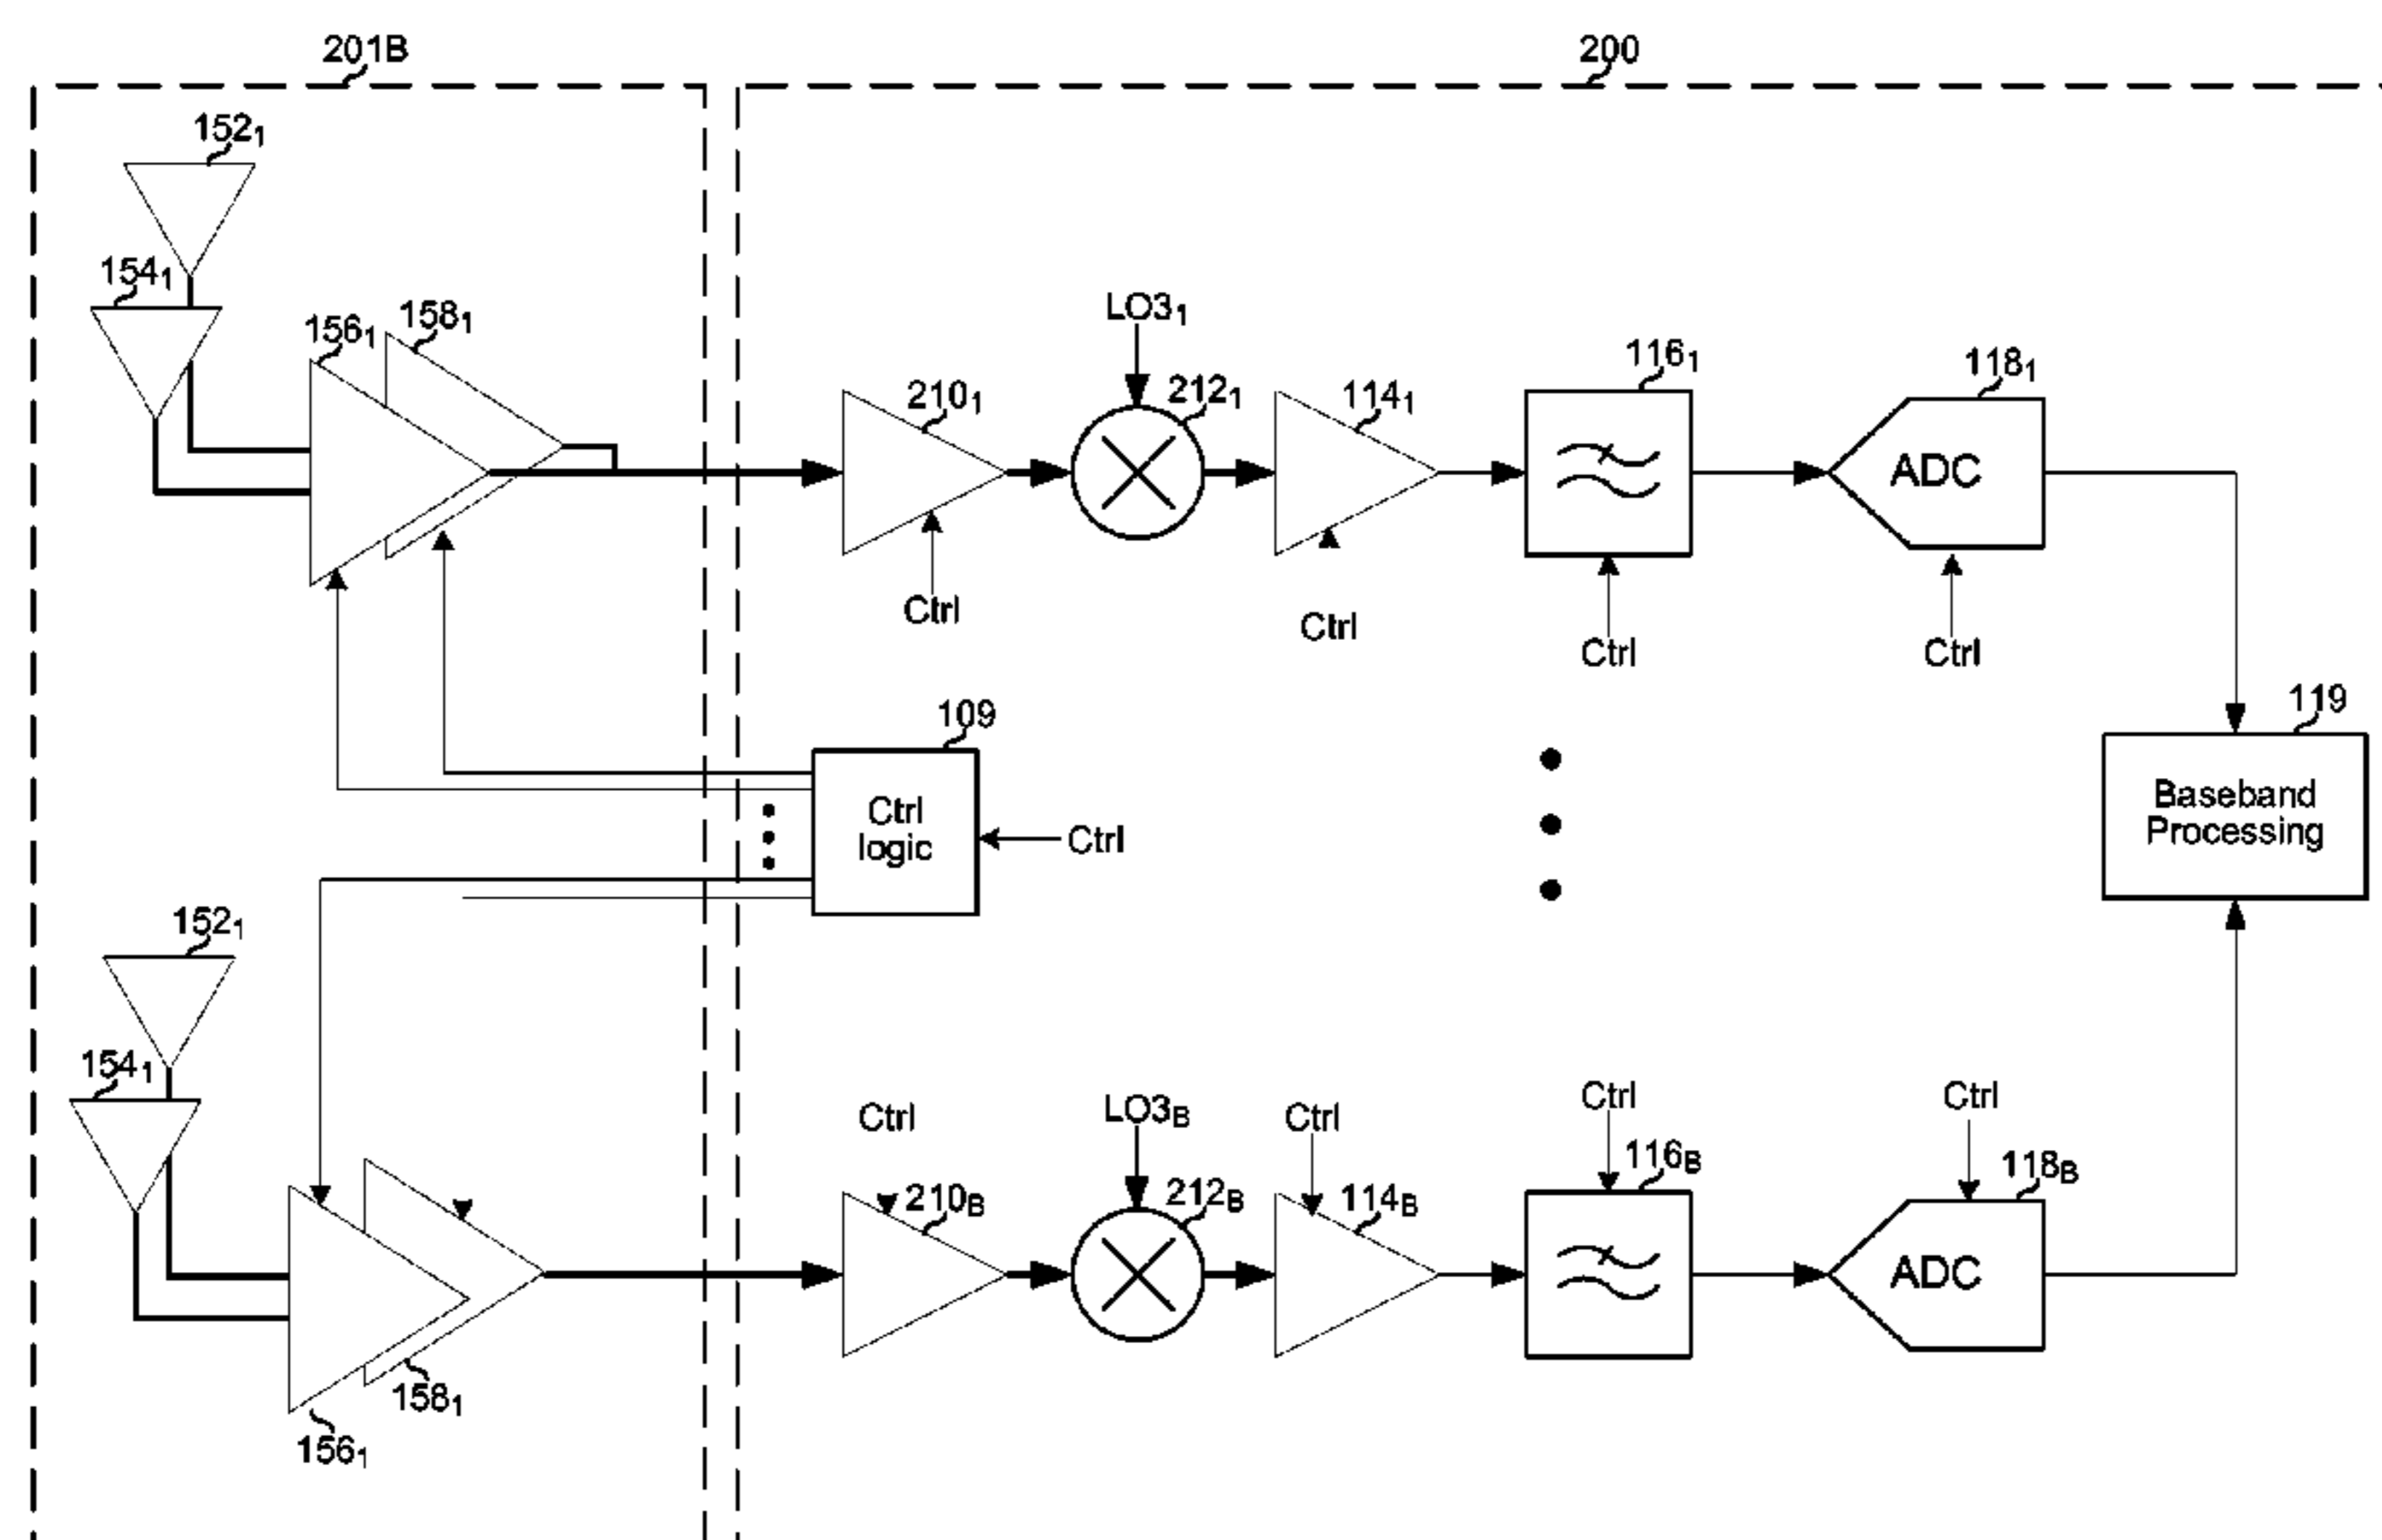 201B
200
152₁
154₁
156₁
158₁
LO3₁
210₁
212₁
114₁
116₁
118₁
ADC
Ctrl
Ctrl
Ctrl
Ctrl
109
119
Ctrl
logic
Ctrl
Baseband
Processing
152₁
154₁
Ctrl
LO3B
Ctrl
Ctrl
Ctrl
210B
212B
114B
116B
118B
ADC
158₁
156₁